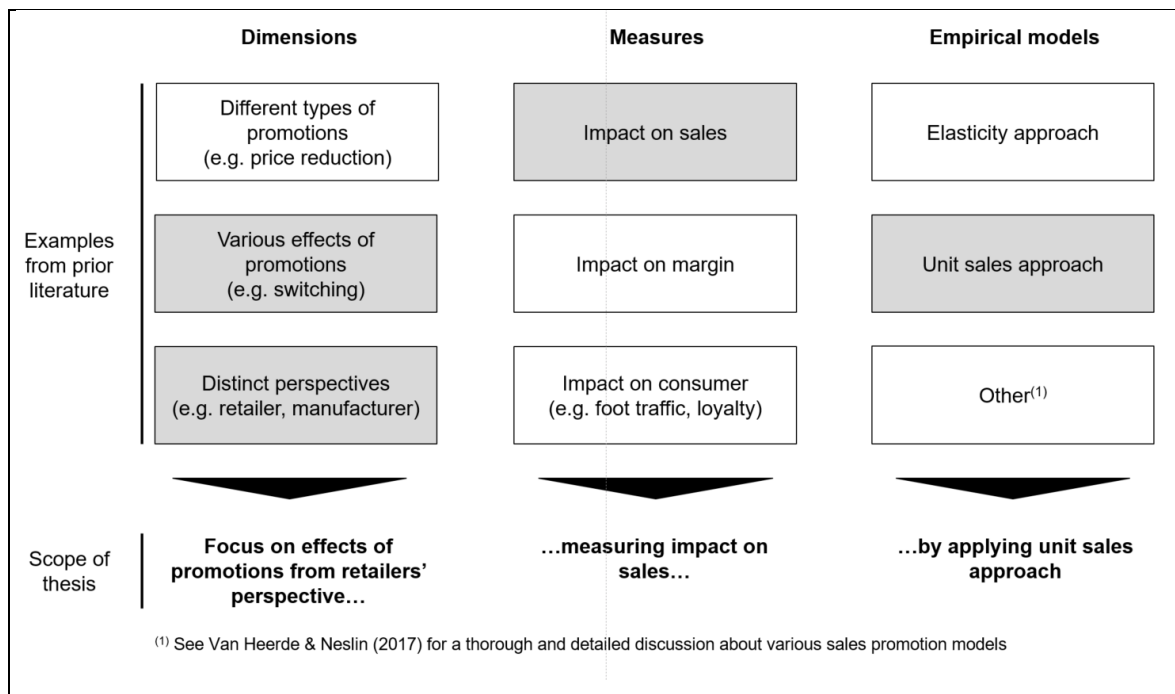 Dimensions
Measures
Empirical models
Examples
from prior
literature
Different types of
promotions
(e.g. price reduction)
Impact on sales
Elasticity approach
Various effects of
promotions
(e.g. switching)
Impact on margin
Unit sales approach
Distinct perspectives
(e.g. retailer, manufacturer)
Impact on consumer
(e.g. foot traffic, loyalty)
Other(1)
Scope of
thesis
Focus on effects of
promotions from retailers’
perspective…
…measuring impact on
sales…
…by applying unit sales
approach
(1) See Van Heerde & Neslin (2017) for a thorough and detailed discussion about various sales promotion models